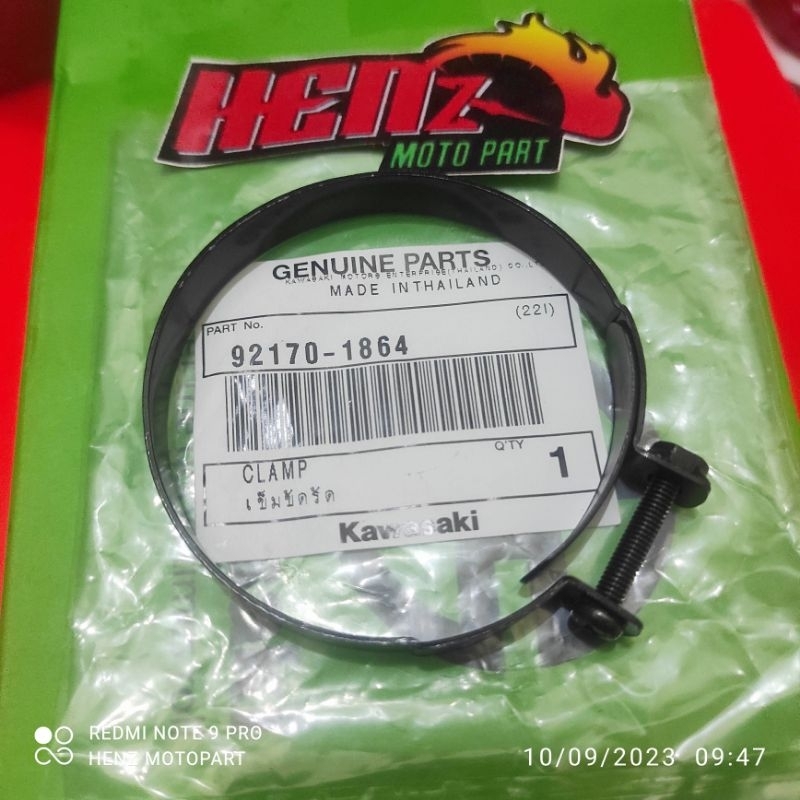 HENZ
MOTO PART
GENUINE PARTS
KAWASAKI MOTORS ENTERPRISE(THAILAND) CO.,L
MADE INTHAILAND
(22I)
PART No.
92170-1864
Q'TY
CLAMP
1
เข็มขัดรัด
Kawasaki
REDMI NOTE 9 PRO
HENZ MOTOPART
10/09/2023 09:47